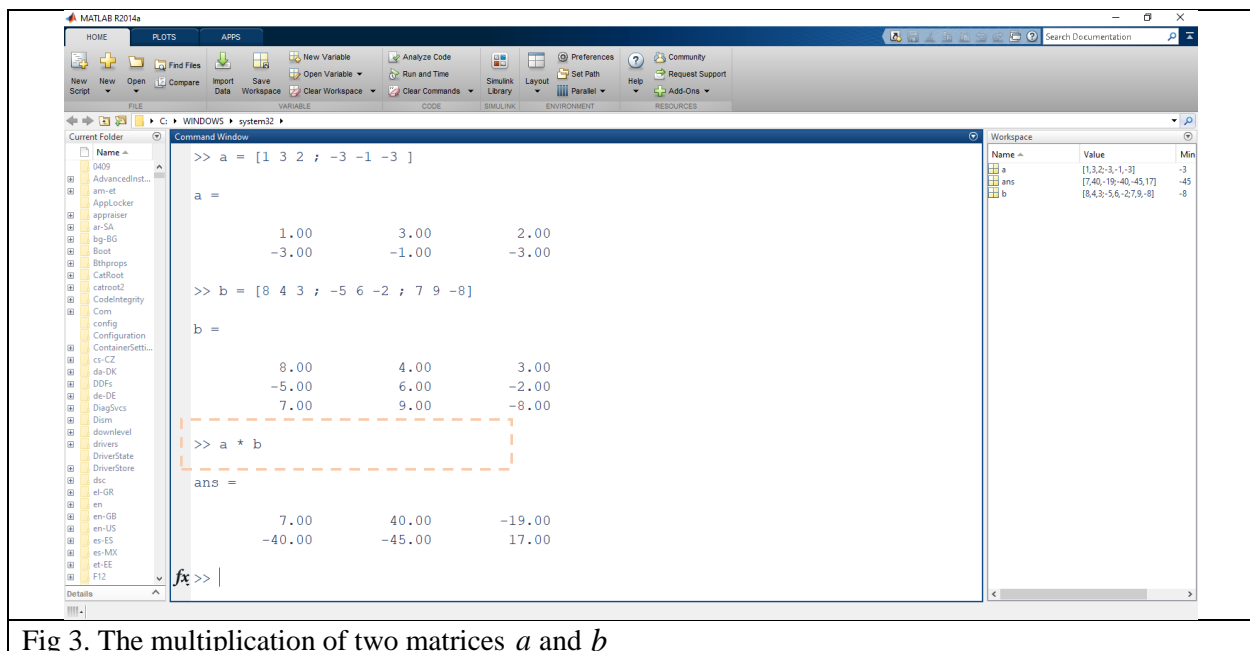 MATLAB R2014a
HOME PLOTS APPS
Search Documentation
New Script
New
Open
Find Files
Compare
Import Data
Save Workspace
New Variable
Open Variable
Clear Workspace
Analyze Code
Run and Time
Clear Commands
Simulink Library
Layout
Preferences
Set Path
Parallel
Help
Community
Request Support
Add-Ons
FILE VARIABLE CODE SIMULINK ENVIRONMENT RESOURCES
C: WINDOWS system32
Current Folder
Name
0409
AdvancedInst...
am-et
AppLocker
appraiser
ar-SA
bg-BG
Boot
Bthprops
CatRoot
catroot2
CodeIntegrity
Com
config
Configuration
ContainerSetti...
cs-CZ
da-DK
DDFs
de-DE
DiagSvcs
Dism
downlevel
drivers
DriverState
DriverStore
dsc
el-GR
en
en-GB
en-US
es-ES
es-MX
et-EE
F12
Details
Command Window
>> a = [1 3 2 ; -3 -1 -3 ]
a =
1.00 3.00 2.00
-3.00 -1.00 -3.00
>> b = [8 4 3 ; -5 6 -2 ; 7 9 -8]
b =
8.00 4.00 3.00
-5.00 6.00 -2.00
7.00 9.00 -8.00
>> a * b
ans =
7.00 40.00 -19.00
-40.00 -45.00 17.00
fx >>
Workspace
Name Value Min
a [1,3,2;-3,-1,-3] -3
ans [7,40,-19;-40,-45,17] -45
b [8,4,3;-5,6,-2;7,9,-8] -8
Fig 3. The multiplication of two matrices a and b